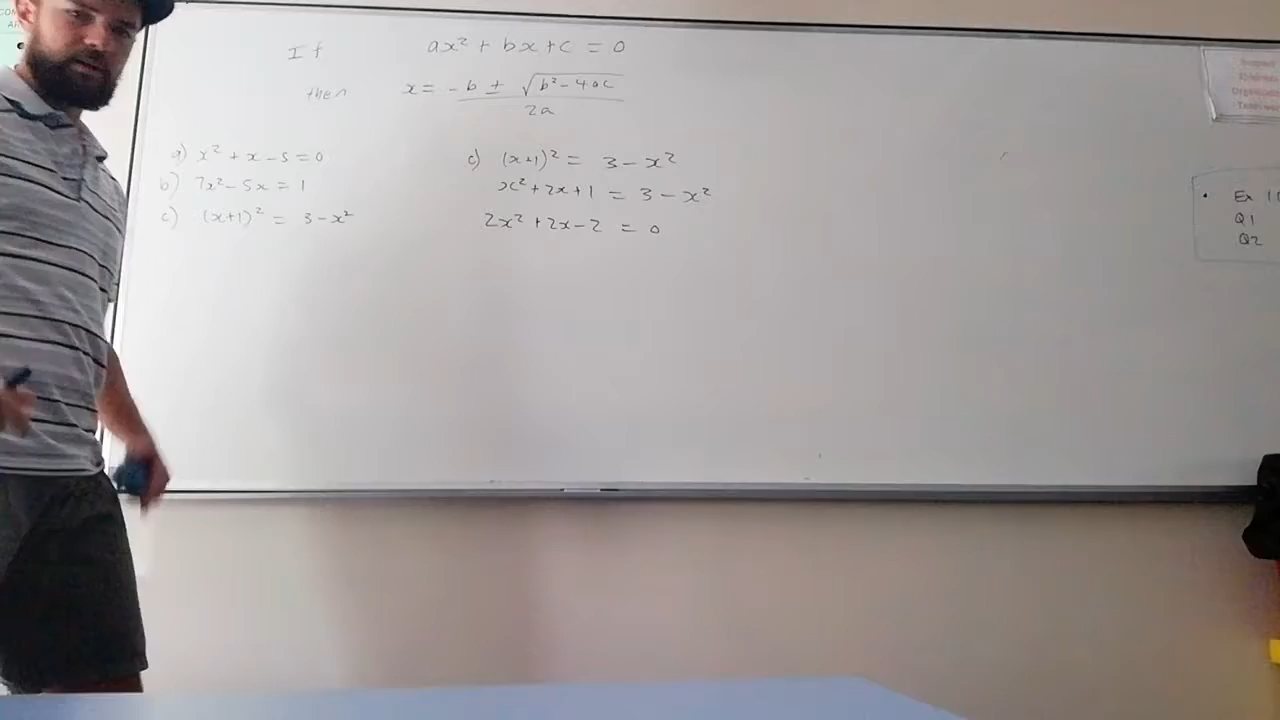 If ax² + bx + c = 0
then x = -b ± √(b² - 4ac) / 2a
a) x² + x - 5 = 0
b) 7x² - 5x = 1
c) (x+1)² = 3 - x²
c) (x+1)² = 3 - x²
x² + 2x + 1 = 3 - x²
2x² + 2x - 2 = 0
• Ex
Q1
Q2